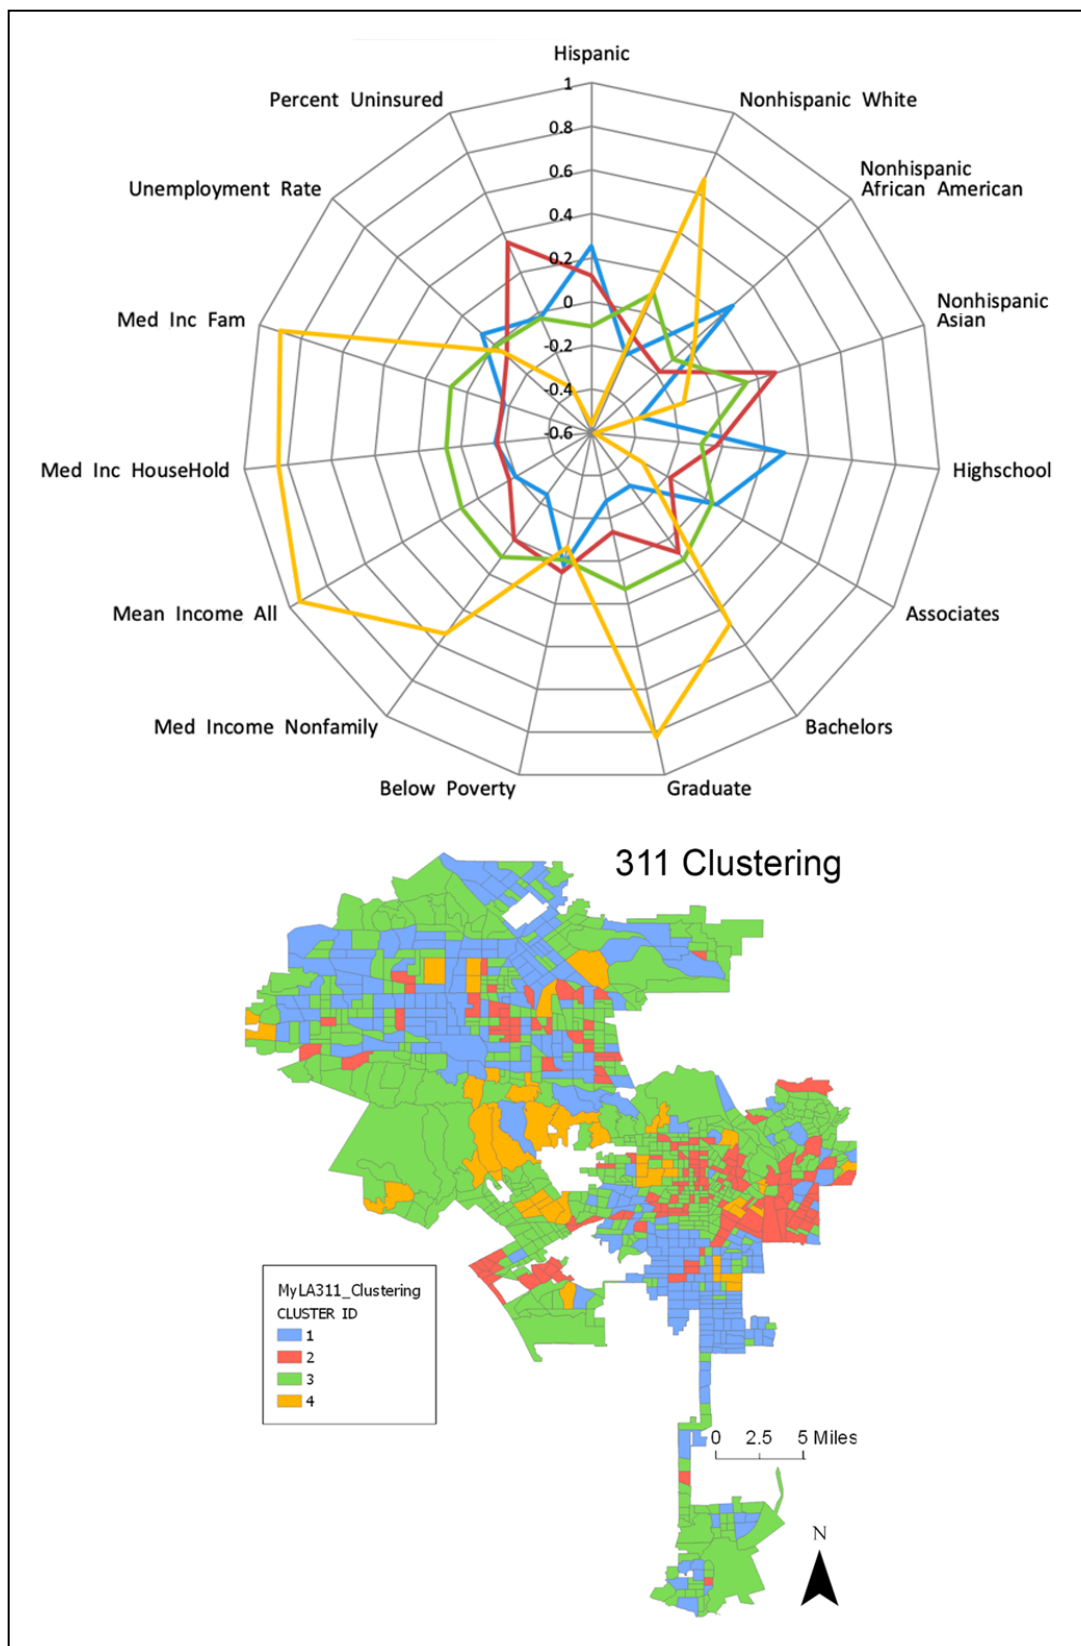 Hispanic
Percent Uninsured
Nonhispanic White
Unemployment Rate
Nonhispanic
African American
Med Inc Fam
Nonhispanic
Asian
Med Inc HouseHold
Highschool
Mean Income All
Associates
Med Income Nonfamily
Bachelors
Below Poverty
Graduate
1
0.8
0.6
0.4
0.2
0
-0.2
-0.4
-0.6
311 Clustering
MyLA311_Clustering
CLUSTER ID
1
2
3
4
0 2.5 5 Miles
N